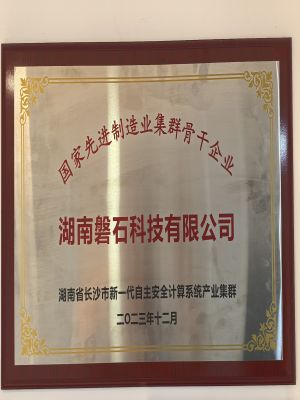 国家先进制造业集群骨干企业
湖南磐石科技有限公司
湖南省长沙市新一代自主安全计算系统产业集群
二〇二三年十二月